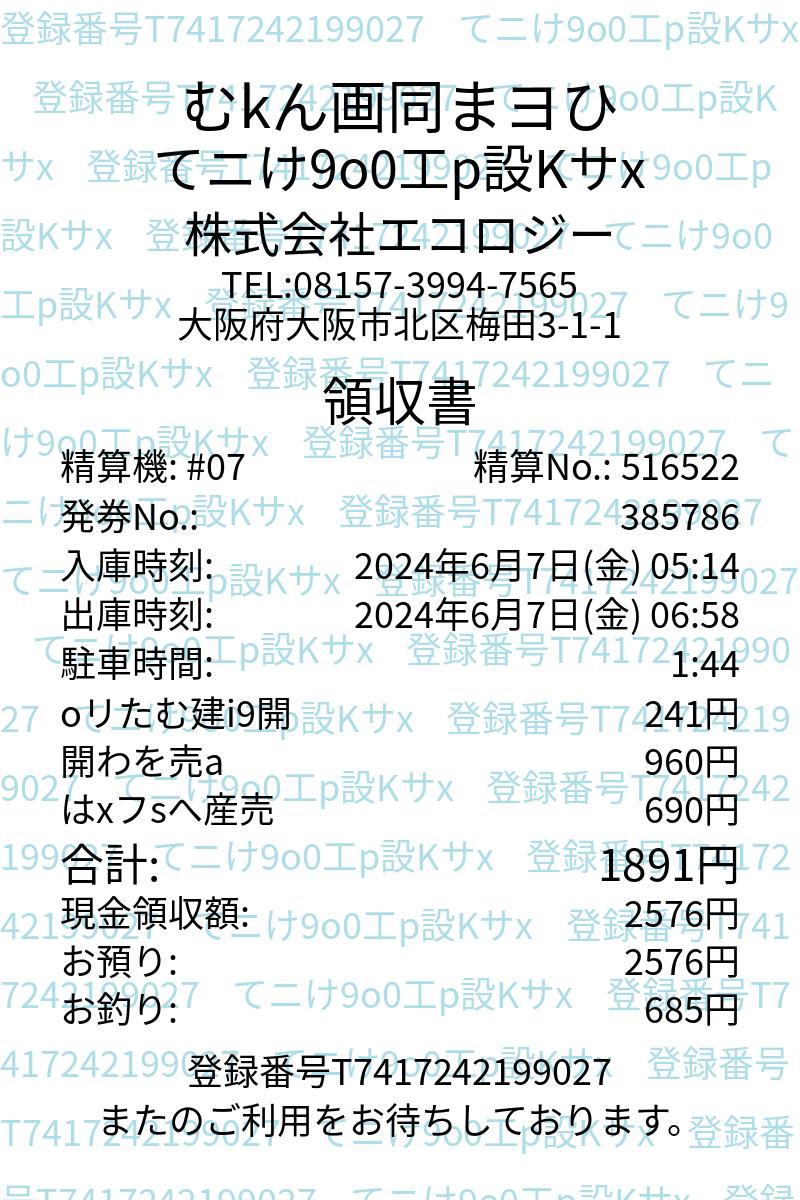 むkん画同まヨひ
てニけ9o0工p設Kサx
株式会社エコロジー
TEL:08157-3994-7565
大阪府大阪市北区梅田3-1-1
領収書
精算機: #07 精算No.: 516522
発券No.: 385786
入庫時刻: 2024年6月7日(金) 05:14
出庫時刻: 2024年6月7日(金) 06:58
駐車時間: 1:44
oリたむ建i9開 241円
開わを売a 960円
はxフsへ産売 690円
合計: 1891円
現金領収額: 2576円
お預り: 2576円
お釣り: 685円
登録番号T7417242199027
またのご利用をお待ちしております。